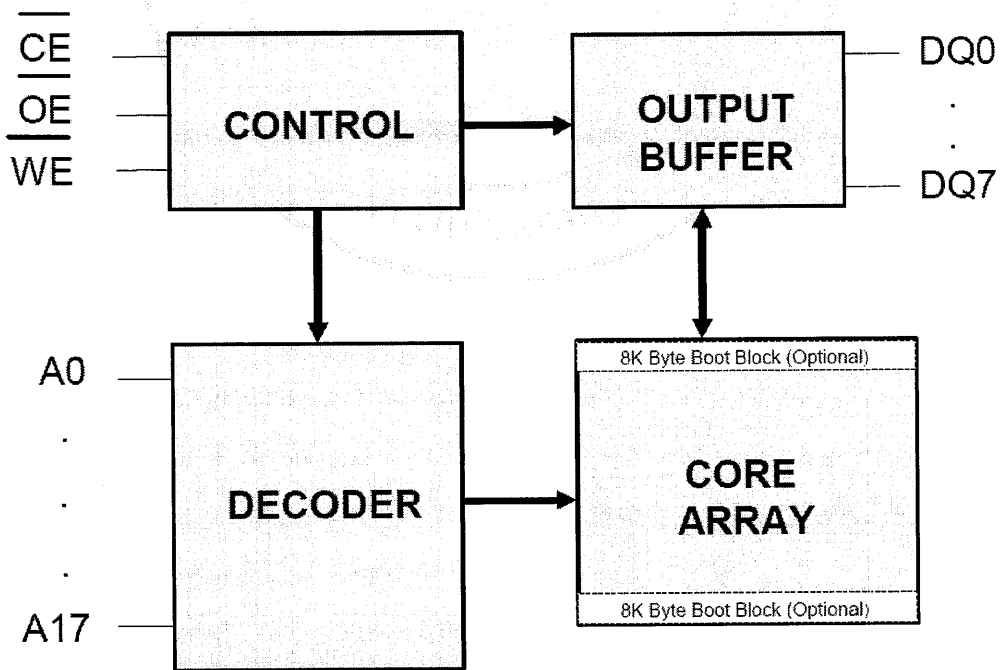 CE
OE
WE
CONTROL
OUTPUT
BUFFER
DQ0
.
.
DQ7
A0
.
.
.
A17
DECODER
8K Byte Boot Block (Optional)
CORE
ARRAY
8K Byte Boot Block (Optional)